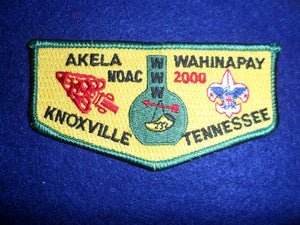 AKELA WAHINAPAY
NOAC WWW 2000
KNOXVILLE TENNESSEE